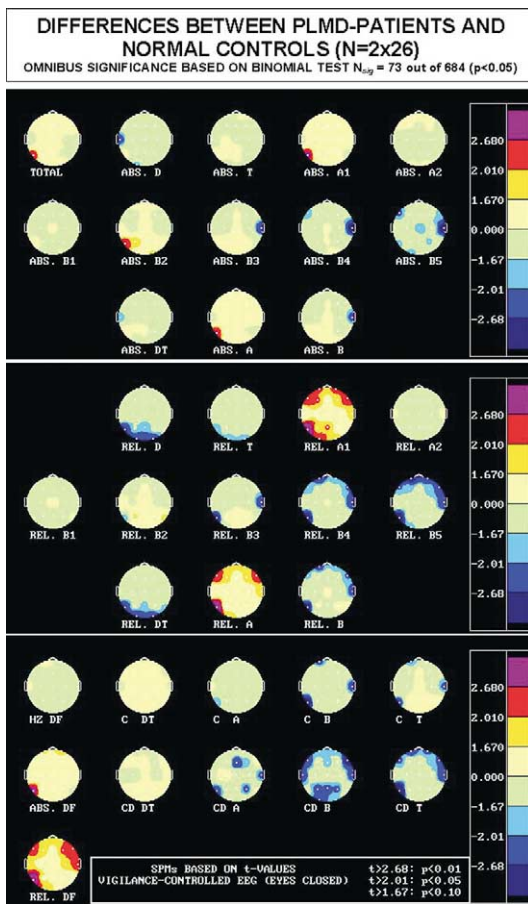 DIFFERENCES BETWEEN PLMD-PATIENTS AND
NORMAL CONTROLS (N=2x26)
OMNIBUS SIGNIFICANCE BASED ON BINOMIAL TEST Nsig = 73 out of 684 (p<0.05)
TOTAL ABS. D ABS. T ABS. A1 ABS. A2
ABS. B1 ABS. B2 ABS. B3 ABS. B4 ABS. B5
ABS. DT ABS. A ABS. B
2.680
2.010
1.670
0.000
-1.67
-2.01
-2.68
REL. D REL. T REL. A1 REL. A2
REL. B1 REL. B2 REL. B3 REL. B4 REL. B5
REL. DT REL. A REL. B
2.680
2.010
1.670
0.000
-1.67
-2.01
-2.68
HZ DF C DT C A C B C T
ABS. DF CD DT CD A CD B CD T
REL. DF
2.680
2.010
1.670
0.000
-1.67
-2.01
-2.68
SPMs BASED ON t-VALUES t>2.68: p<0.01
VIGILANCE-CONTROLLED EEG (EYES CLOSED) t>2.01: p<0.05
t>1.67: p<0.10